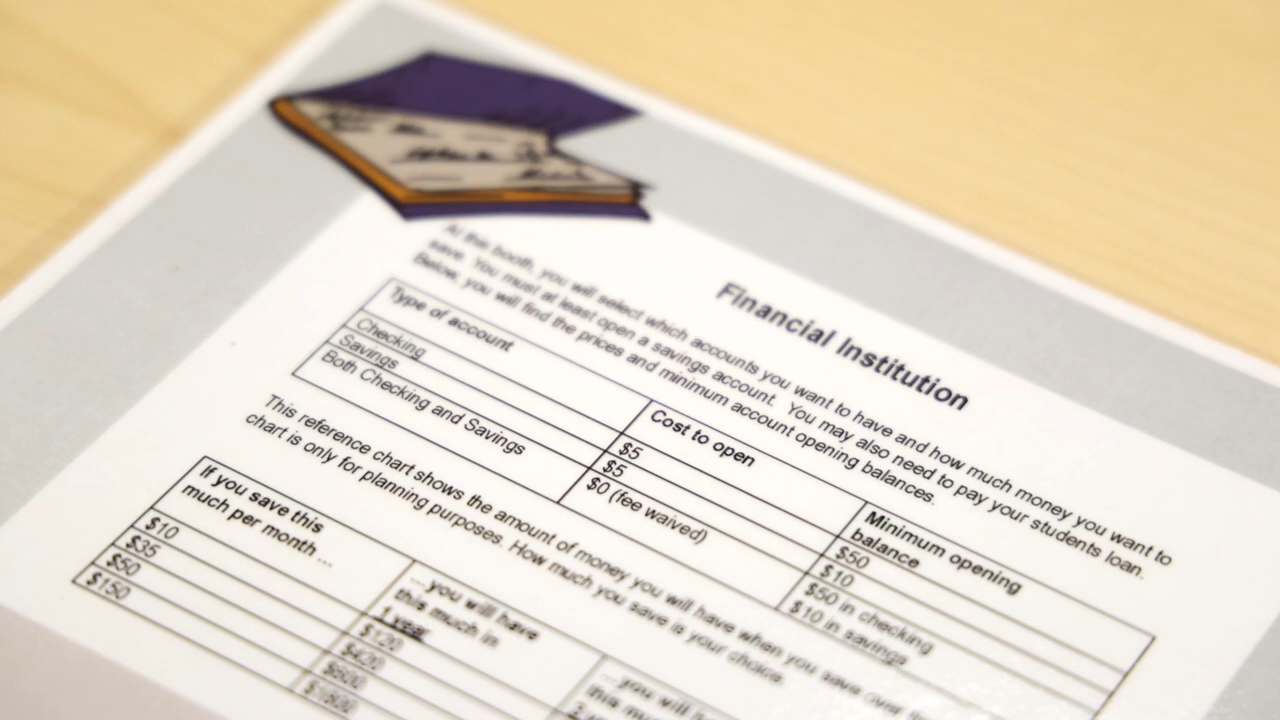 Financial Institution
At this booth, you will select which accounts you want to have and how much money you want to
save. You must at least open a savings account. You may also need to pay your students loan.
Below, you will find the prices and minimum account opening balances.
Type of account Cost to open Minimum opening balance
Checking $5 $50
Savings $5 $10
Both Checking and Savings $0 (fee waived) $50 in checking
$10 in savings
This reference chart shows the amount of money you will have when you save over
chart is only for planning purposes. How much you save is your choice.
If you save this
much per month ...
... you will have
this much in
1 year
...you will
this much
$10 $120
$35 $420
$50 $600
$150 $1800